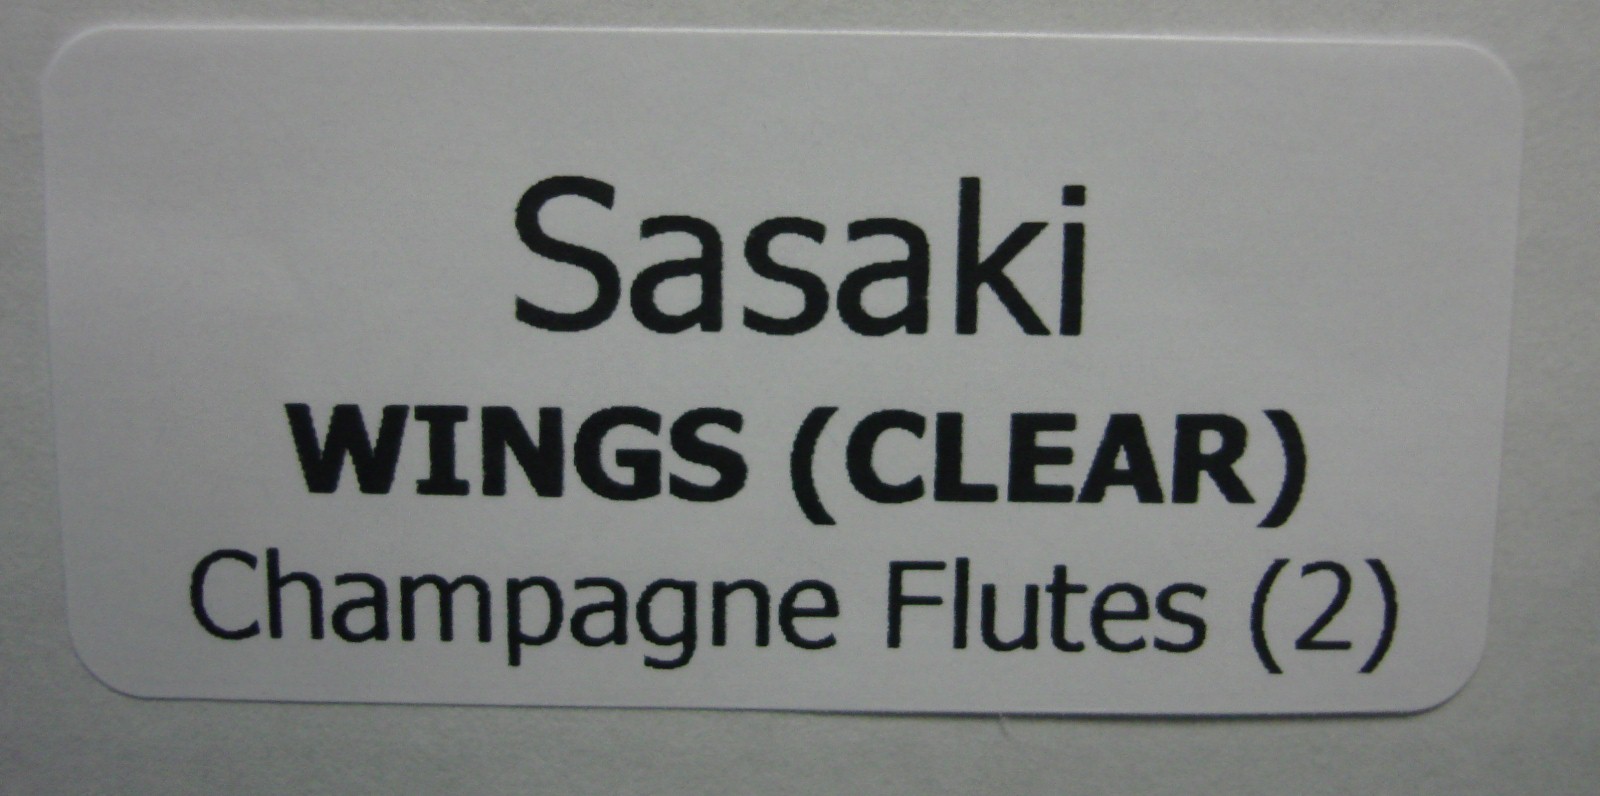 Sasaki
WINGS (CLEAR)
Champagne Flutes (2)